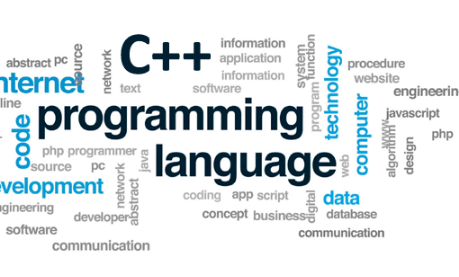 C++
information
abstract pc
source
network
application
information
system
function
technology
procedure
website
nternet
text
software
program
computer
engineering
line
code
programming
javascript
www
algorithm
design
php
php programmer
java
language
web
source
pc
evelopment
network
abstract
coding
app script
digital
data
ngineering
developer
concept
business
database
software
communication
communication